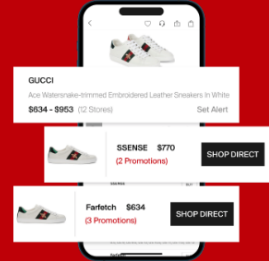 GUCCI
Ace Watersnake-trimmed Embroidered Leather Sneakers In White
$634 - $953 (12 Stores) Set Alert
SSENSE $770
(2 Promotions)
SHOP DIRECT
Farfetch $634
(3 Promotions)
SHOP DIRECT